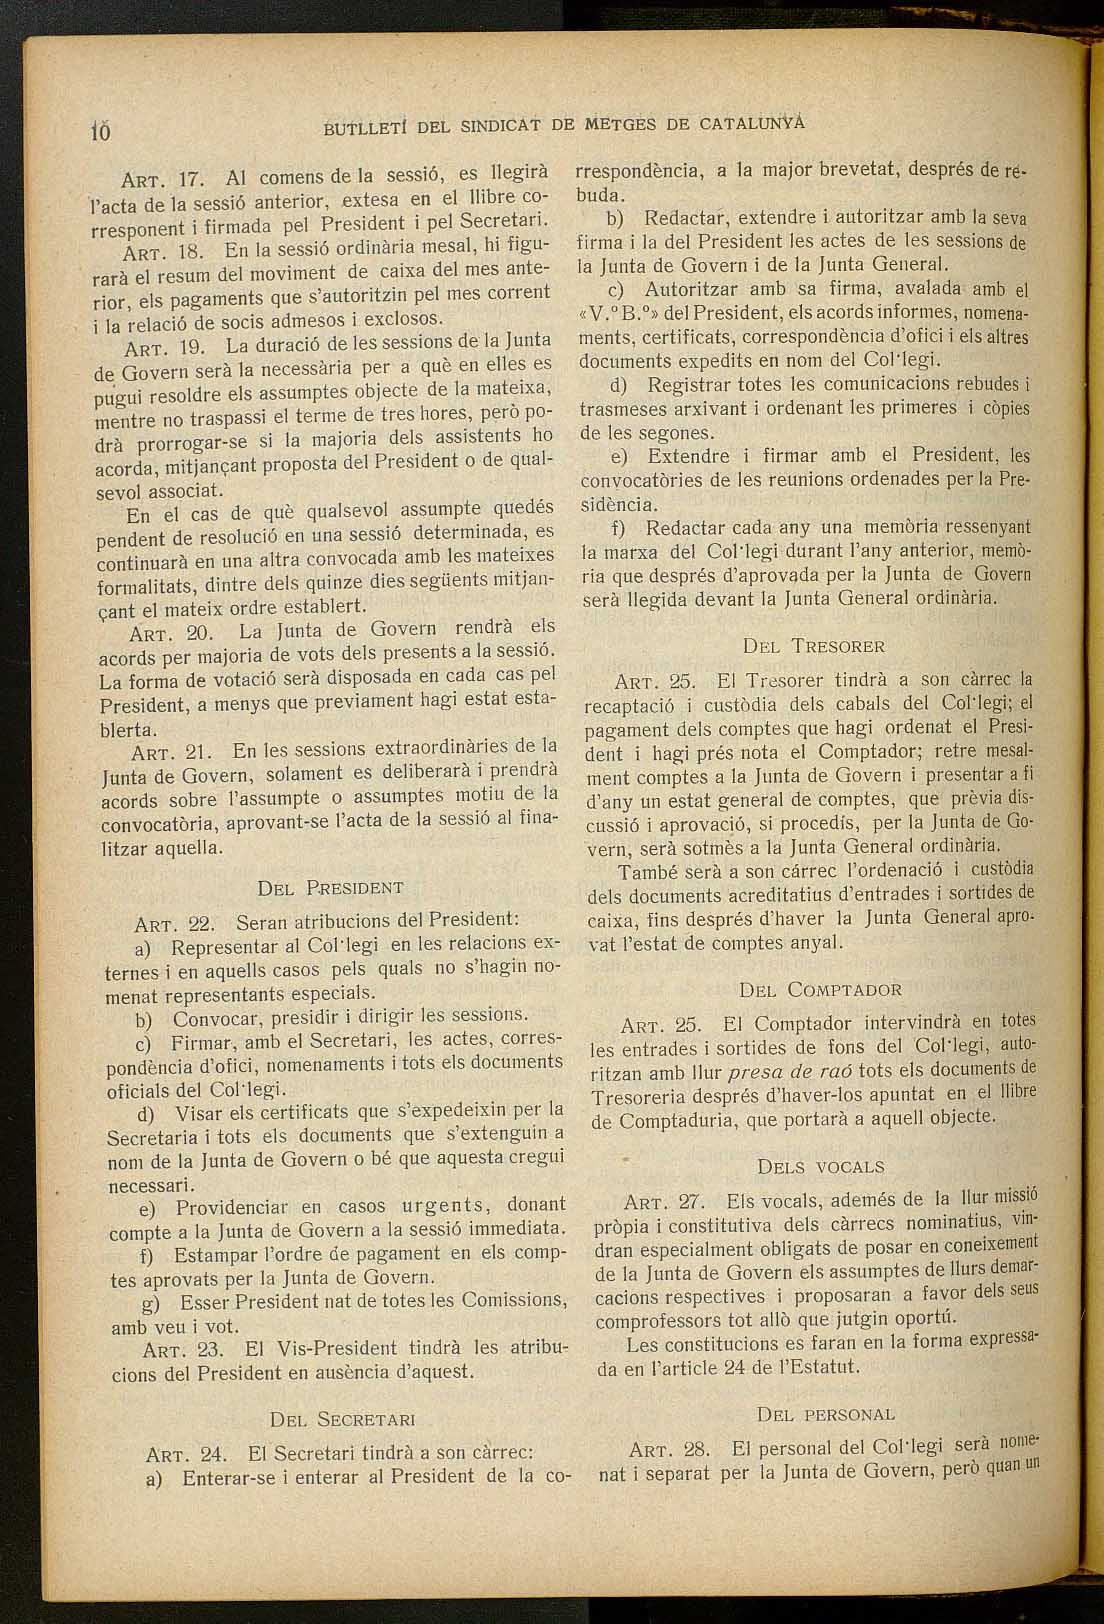 10
BUTLLETÍ DEL SINDICAT DE METGES DE CATALUNYA
ART. 17. Al comens de la sessió, es llegirà
l'acta de la sessió anterior, extesa en el llibre co-
rresponent i firmada pel President i pel Secretari.
ART. 18. En la sessió ordinària mesal, hi figu-
rarà el resum del moviment de caixa del mes ante-
rior, els pagaments que s'autoritzin pel mes corrent
i la relació de socis admesos i exclosos.
ART. 19. La duració de les sessions de la Junta
de Govern serà la necessària per a què en elles es
pugui resoldre els assumptes objecte de la mateixa,
mentre no traspassi el terme de tres hores, però po-
drà prorrogar-se si la majoria dels assistents ho
acorda, mitjançant proposta del President o de qual-
sevol associat.
En el cas de què qualsevol assumpte quedés
pendent de resolució en una sessió determinada, es
continuarà en una altra convocada amb les mateixes
formalitats, dintre dels quinze dies següents mitjan-
çant el mateix ordre establert.
ART. 20. La Junta de Govern rendrà els
acords per majoria de vots dels presents a la sessió.
La forma de votació serà disposada en cada cas pel
President, a menys que previament hagi estat esta-
blerta.
ART. 21. En les sessions extraordinàries de la
Junta de Govern, solament es deliberarà i prendrà
acords sobre l'assumpte o assumptes motiu de la
convocatòria, aprovant-se l'acta de la sessió al fina-
litzar aquella.
DEL PRESIDENT
ART. 22. Seran atribucions del President:
a) Representar al Col·legi en les relacions ex-
ternes i en aquells casos pels quals no s'hagin no-
menat representants especials.
b) Convocar, presidir i dirigir les sessions.
c) Firmar, amb el Secretari, les actes, corres-
pondència d'ofici, nomenaments i tots els documents
oficials del Col·legi.
d) Visar els certificats que s'expedeixin per la
Secretaria i tots els documents que s'extenguin a
nom de la Junta de Govern o bé que aquesta cregui
necessari.
e) Providenciar en casos urgents, donant
compte a la Junta de Govern a la sessió immediata.
f) Estampar l'ordre de pagament en els comp-
tes aprovats per la Junta de Govern.
g) Esser President nat de totes les Comissions,
amb veu i vot.
ART. 23. El Vis-President tindrà les atribu-
cions del President en ausència d'aquest.
DEL SECRETARI
ART. 24. El Secretari tindrà a son càrrec:
a) Enterar-se i enterar al President de la co-
rrespondència, a la major brevetat, després de re-
buda.
b) Redactar, extendre i autoritzar amb la seva
firma i la del President les actes de les sessions de
la Junta de Govern i de la Junta General.
c) Autoritzar amb sa firma, avalada amb el
«V.º B.º» del President, els acords informes, nomena-
ments, certificats, correspondència d'ofici i els altres
documents expedits en nom del Col·legi.
d) Registrar totes les comunicacions rebudes i
trasmeses arxivant i ordenant les primeres i còpies
de les segones.
e) Extendre i firmar amb el President, les
convocatòries de les reunions ordenades per la Pre-
sidència.
f) Redactar cada any una memòria ressenyant
la marxa del Col·legi durant l'any anterior, memò-
ria que després d'aprovada per la Junta de Govern
serà llegida devant la Junta General ordinària.
DEL TRESORER
ART. 25. El Tresorer tindrà a son càrrec la
recaptació i custòdia dels cabals del Col·legi; el
pagament dels comptes que hagi ordenat el Presi-
dent i hagi prés nota el Comptador; retre mesal-
ment comptes a la Junta de Govern i presentar a fi
d'any un estat general de comptes, que prèvia dis-
cussió i aprovació, si procedís, per la Junta de Go-
vern, serà sotmès a la Junta General ordinària.
També serà a son cárrec l'ordenació i custòdia
dels documents acreditatius d'entrades i sortides de
caixa, fins després d'haver la Junta General apro-
vat l'estat de comptes anyal.
DEL COMPTADOR
ART. 25. El Comptador intervindrà en totes
les entrades i sortides de fons del Col·legi, auto-
ritzan amb llur presa de raó tots els documents de
Tresoreria després d'haver-los apuntat en el llibre
de Comptaduria, que portarà a aquell objecte.
DELS VOCALS
ART. 27. Els vocals,ademés de la llur missió
pròpia i constitutiva dels càrrecs nominatius, vin-
dran especialment obligats de posar en coneixement
de la Junta de Govern els assumptes de llurs demar-
cacions respectives i proposaran a favor dels seus
comprofessors tot allò que jutgin oportú.
Les constitucions es faran en la forma expressa-
da en l'article 24 de l'Estatut.
DEL PERSONAL
ART. 28. El personal del Col·legi serà nome-
nat i separat per la Junta de Govern, però quan un